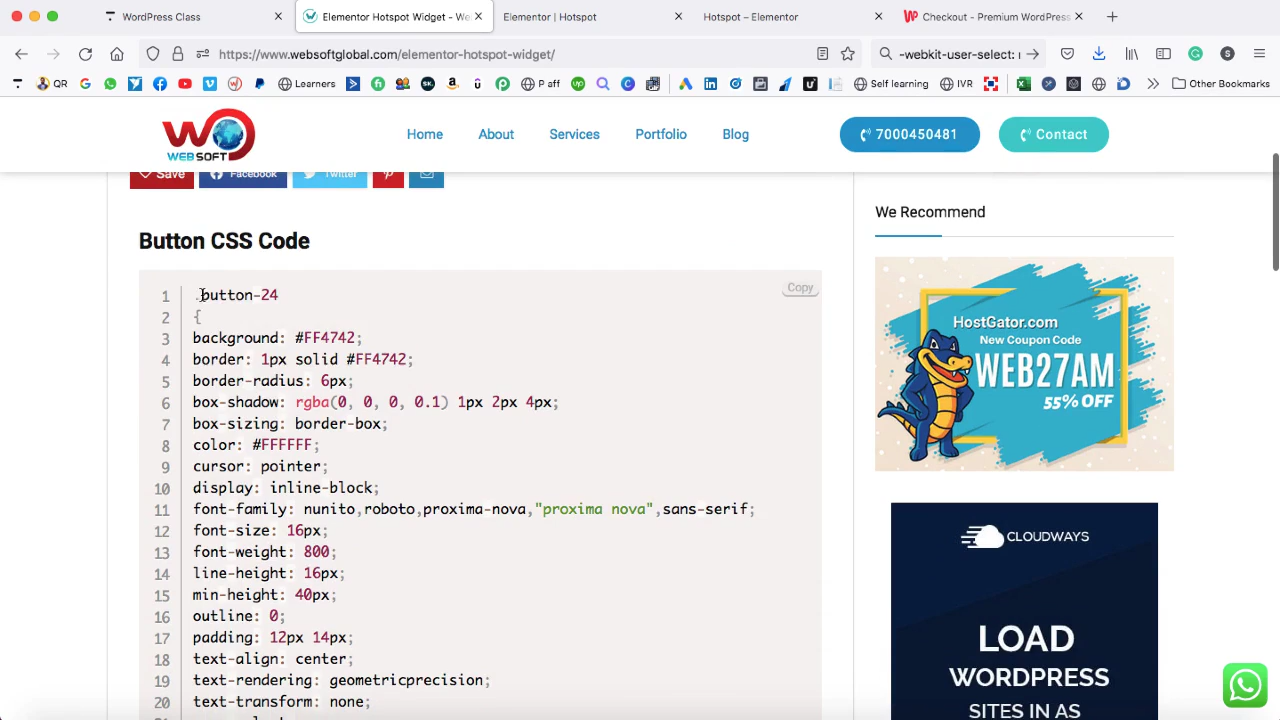 WordPress Class
Elementor Hotspot Widget - We
Elementor | Hotspot
Hotspot – Elementor
Checkout - Premium WordPress
https://www.websoftglobal.com/elementor-hotspot-widget/
-webkit-user-select:
QR
Learners
P aff
Self learning
IVR
Other Bookmarks
WEBSOFT
Home
About
Services
Portfolio
Blog
7000450481
Contact
Save
Facebook
Twitter
We Recommend
Button CSS Code
Copy
1 .button-24
2 {
3 background: #FF4742;
4 border: 1px solid #FF4742;
5 border-radius: 6px;
6 box-shadow: rgba(0, 0, 0, 0.1) 1px 2px 4px;
7 box-sizing: border-box;
8 color: #FFFFFF;
9 cursor: pointer;
10 display: inline-block;
11 font-family: nunito,roboto,proxima-nova,"proxima nova",sans-serif;
12 font-size: 16px;
13 font-weight: 800;
14 line-height: 16px;
15 min-height: 40px;
16 outline: 0;
17 padding: 12px 14px;
18 text-align: center;
19 text-rendering: geometricprecision;
20 text-transform: none;
HostGator.com
New Coupon Code
WEB27AM
55% OFF
CLOUDWAYS
LOAD
WORDPRESS
SITES IN AS